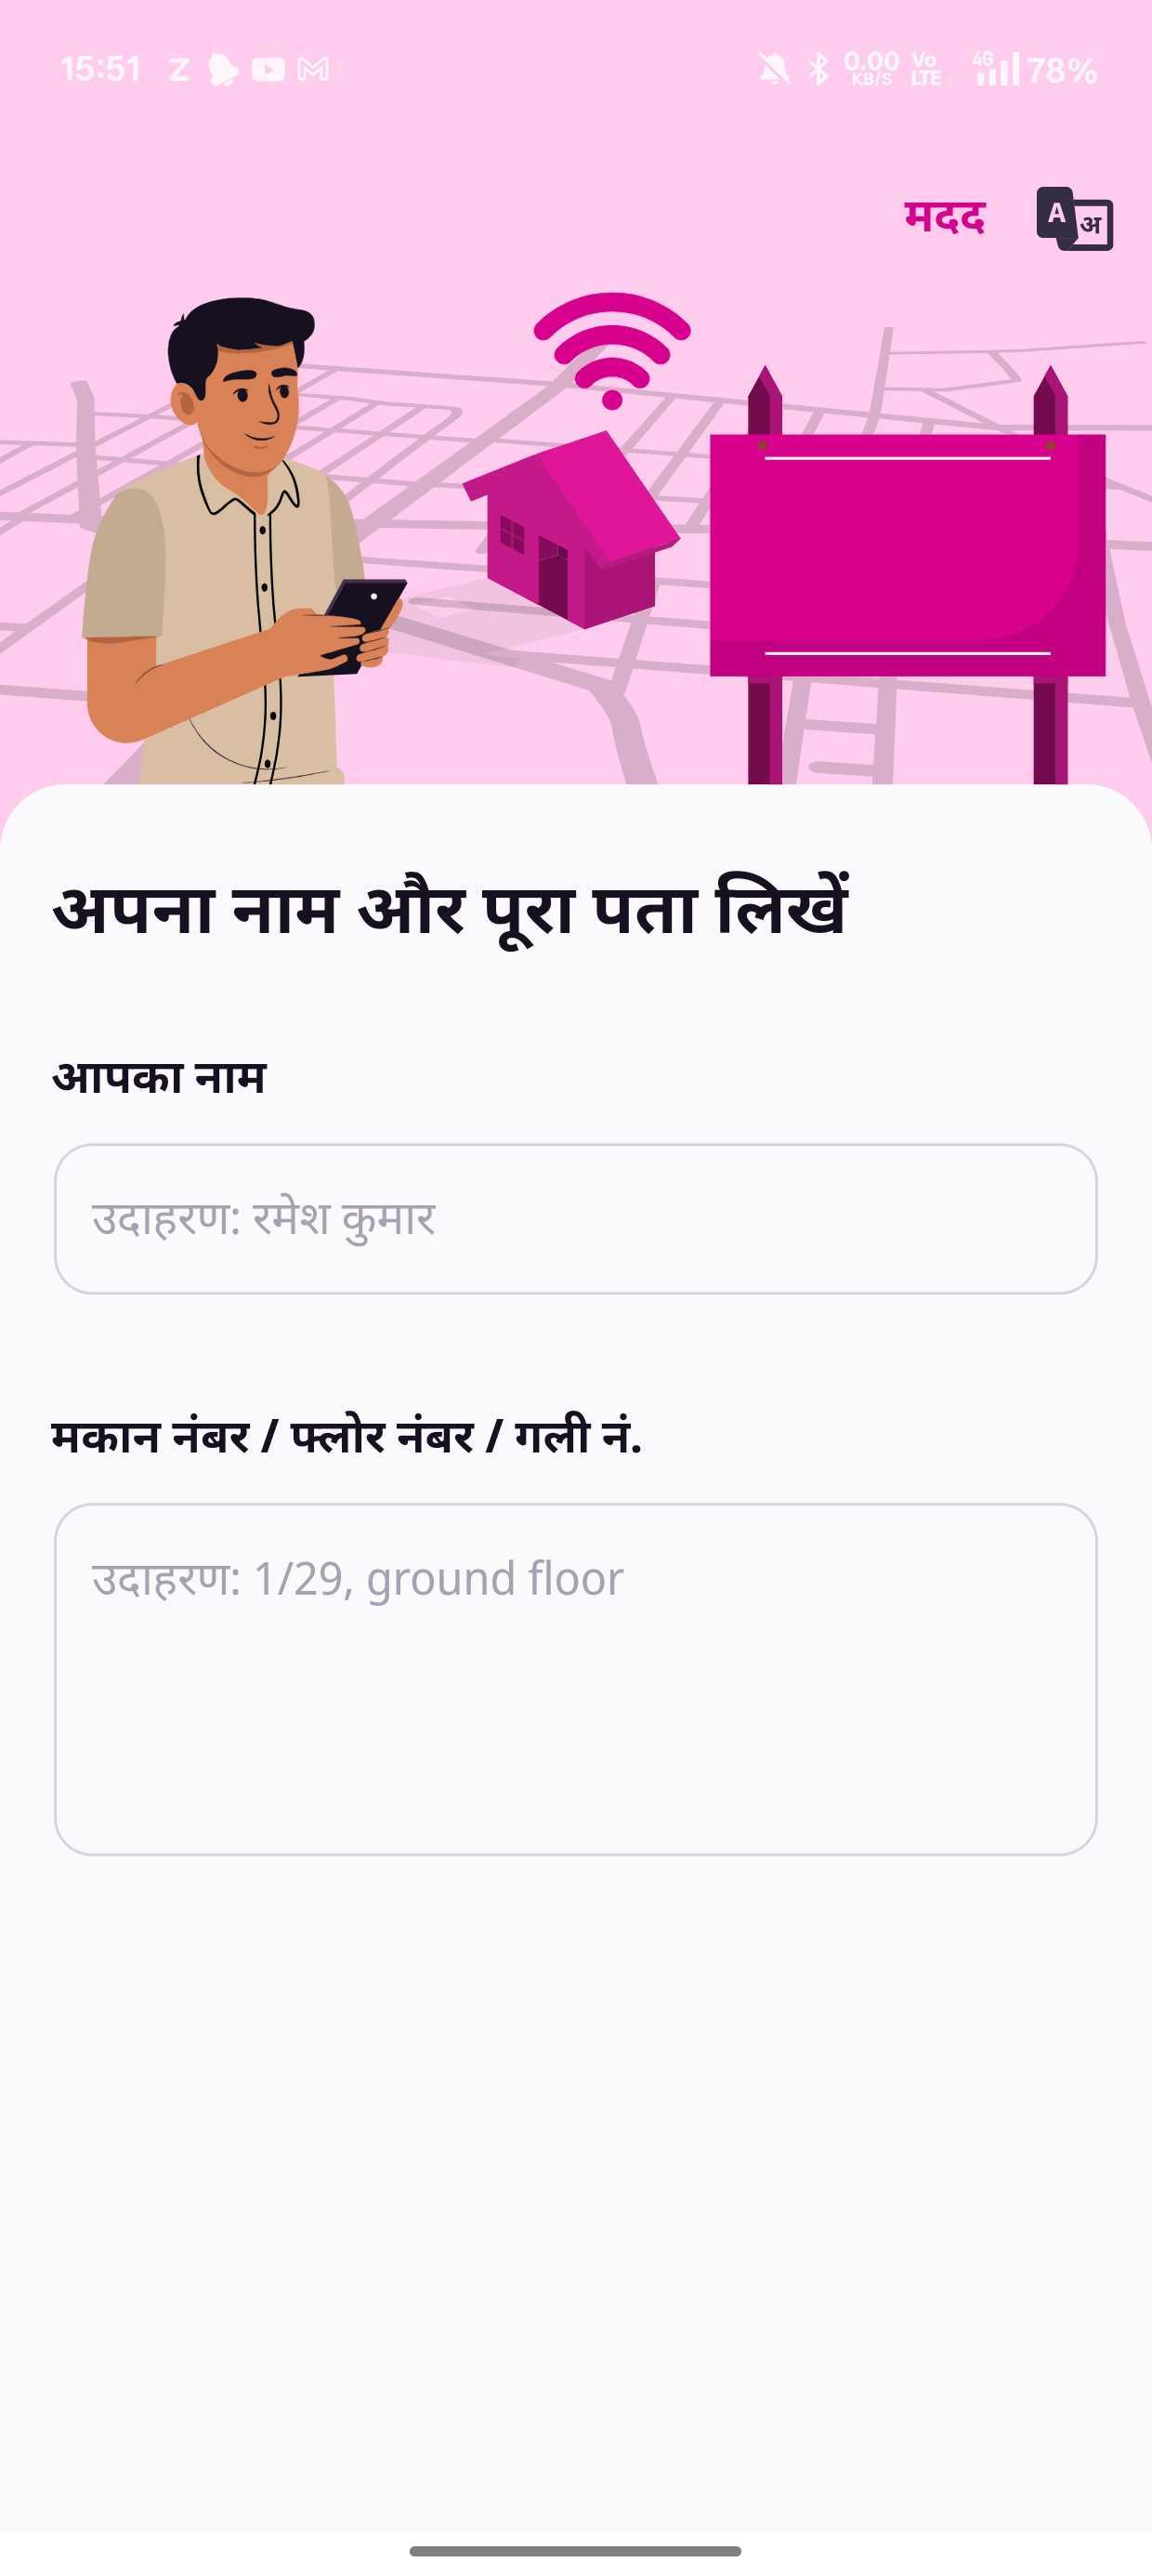 15:51 Z 0.00 KB/S Vo LTE 4G 78%
मदद A अ
अपना नाम और पूरा पता लिखें
आपका नाम
उदाहरण: रमेश कुमार
मकान नंबर / फ्लोर नंबर / गली नं.
उदाहरण: 1/29, ground floor